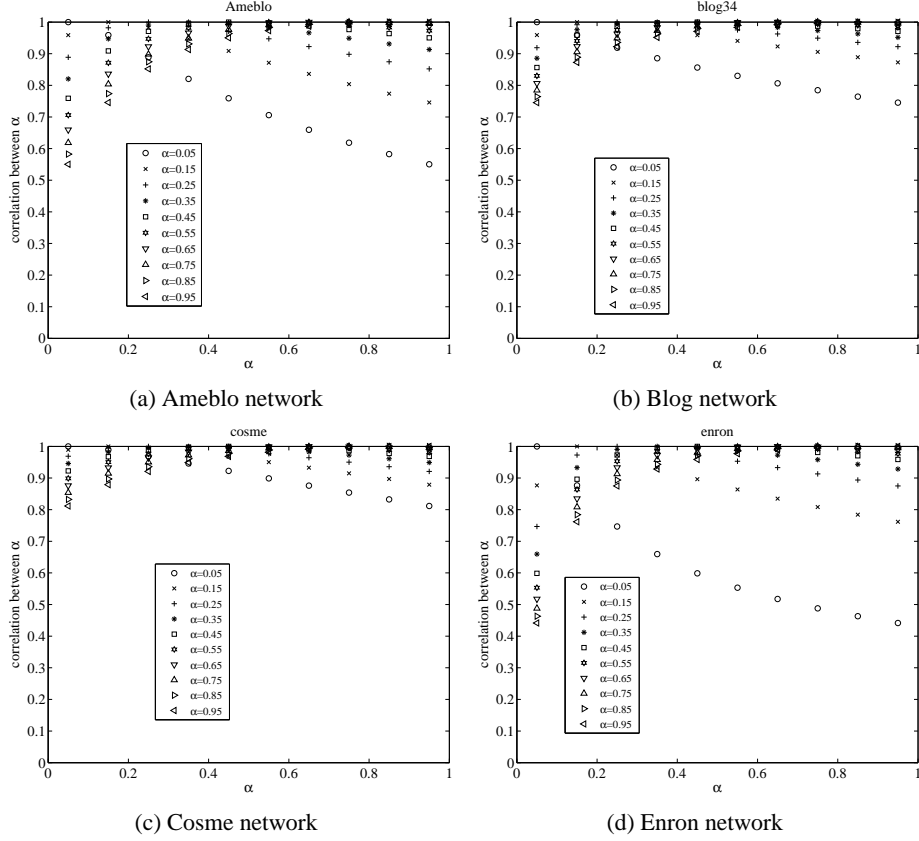 Ameblo
correlation between α
1
0.9
0.8
0.7
0.6
0.5
0.4
0.3
0.2
0.1
0
0 0.2 0.4 0.6 0.8 1
α
α=0.05
α=0.15
α=0.25
α=0.35
α=0.45
α=0.55
α=0.65
α=0.75
α=0.85
α=0.95
(a) Ameblo network
blog34
correlation between α
1
0.9
0.8
0.7
0.6
0.5
0.4
0.3
0.2
0.1
0
0 0.2 0.4 0.6 0.8 1
α
α=0.05
α=0.15
α=0.25
α=0.35
α=0.45
α=0.55
α=0.65
α=0.75
α=0.85
α=0.95
(b) Blog network
cosme
correlation between α
1
0.9
0.8
0.7
0.6
0.5
0.4
0.3
0.2
0.1
0
0 0.2 0.4 0.6 0.8 1
α
α=0.05
α=0.15
α=0.25
α=0.35
α=0.45
α=0.55
α=0.65
α=0.75
α=0.85
α=0.95
(c) Cosme network
enron
correlation between α
1
0.9
0.8
0.7
0.6
0.5
0.4
0.3
0.2
0.1
0
0 0.2 0.4 0.6 0.8 1
α
α=0.05
α=0.15
α=0.25
α=0.35
α=0.45
α=0.55
α=0.65
α=0.75
α=0.85
α=0.95
(d) Enron network